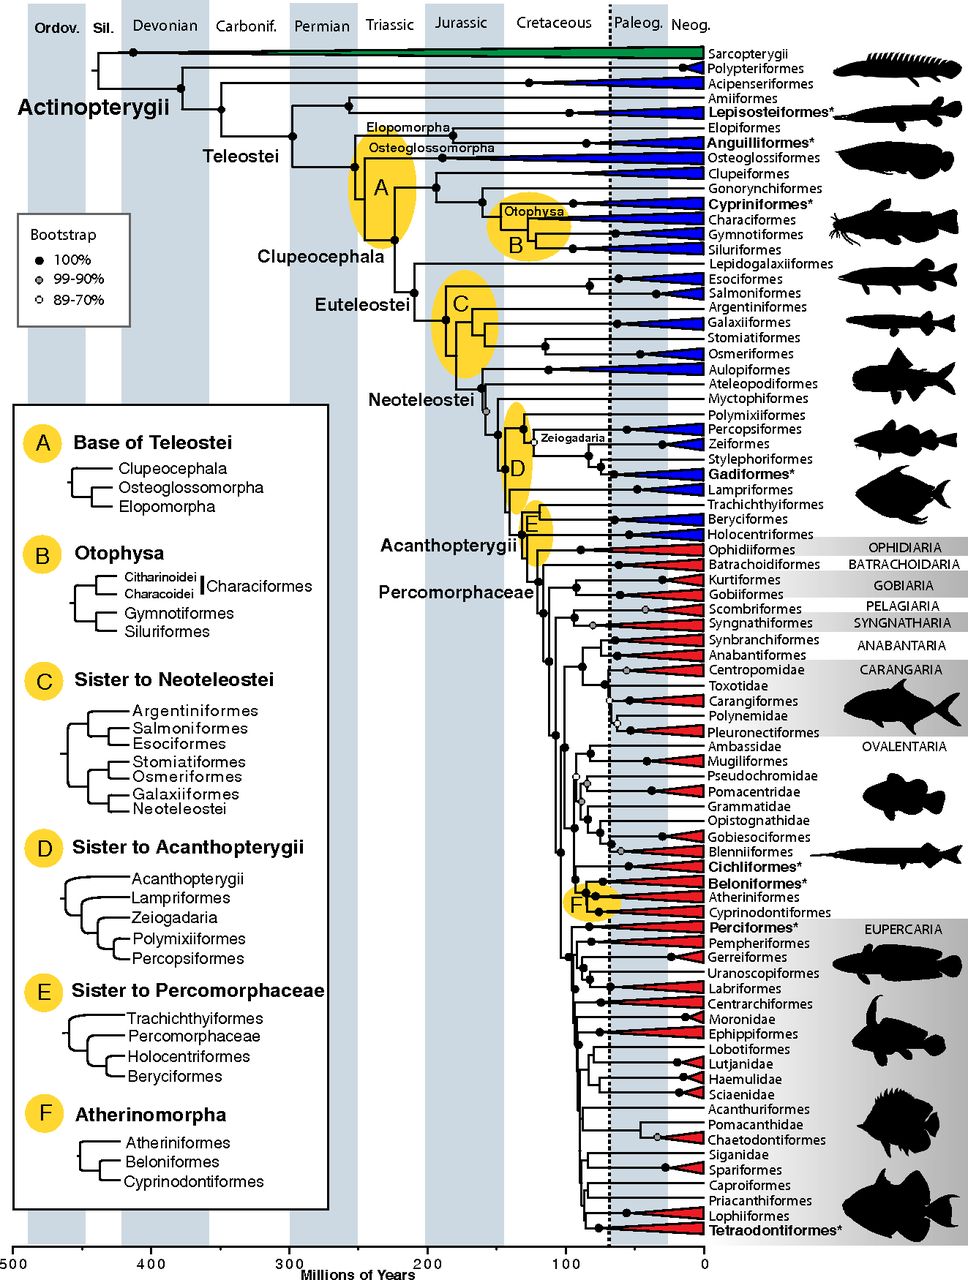 Ordov.
Sil.
Devonian
Carbonif.
Permian
Triassic
Jurassic
Cretaceous
Paleog.
Neog.
Sarcopterygii
Polypteriformes
Acipenseriformes
Amiiformes
Actinopterygii
Lepisosteiformes*
Elopomorpha
Elopiformes
Anguilliformes*
Teleostei
Osteoglossomorpha
Osteoglossiformes
Clupeiformes
A
Gonorynchiformes
Cypriniformes*
Otophysa
Characiformes
Gymnotiformes
B
Siluriformes
Bootstrap
100%
99-90%
89-70%
Clupeocephala
Lepidogalaxiiformes
Esociformes
Salmoniformes
Euteleostei
C
Argentiniformes
Galaxiiformes
Stomiatiformes
Osmeriformes
Aulopiformes
Ateleopodiformes
Neoteleostei
Myctophiformes
Polymixiiformes
Percopsiformes
Zeiogadaria
Zeiformes
Stylephoriformes
D
Gadiformes*
Lampriformes
Trachichthyiformes
E
Beryciformes
Holocentriformes
Acanthopterygii
Ophidiiformes
OPHIDIARIA
Batrachoidiformes
BATRACHOIDARIA
Kurtiformes
GOBIARIA
Percomorphaceae
Gobiiformes
Scombriformes
PELAGIARIA
Syngnathiformes
SYNGNATHARIA
Synbranchiformes
ANABANTARIA
Anabantiformes
Centropomidae
CARANGARIA
Toxotidae
Carangiformes
Polynemidae
Pleuronectiformes
Ambassidae
OVALENTARIA
Mugiliformes
Pseudochromidae
Pomacentridae
Grammatidae
Opistognathidae
Gobiesociformes
Blenniiformes
Cichliformes*
Beloniformes*
Atheriniformes
F
Cyprinodontiformes
Perciformes*
EUPERCARIA
Pempheriformes
Gerreiformes
Uranoscopiformes
Labriformes
Centrarchiformes
Moronidae
Ephippiformes
Lobotiformes
Lutjanidae
Haemulidae
Sciaenidae
Acanthuriformes
Pomacanthidae
Chaetodontiformes
Siganidae
Spariformes
Caproiformes
Priacanthiformes
Lophiiformes
Tetraodontiformes*
A
Base of Teleostei
Clupeocephala
Osteoglossomorpha
Elopomorpha
B
Otophysa
Citharinoidei
Characoidei
Characiformes
Gymnotiformes
Siluriformes
C
Sister to Neoteleostei
Argentiniformes
Salmoniformes
Esociformes
Stomiatiformes
Osmeriformes
Galaxiiformes
Neoteleostei
D
Sister to Acanthopterygii
Acanthopterygii
Lampriformes
Zeiogadaria
Polymixiiformes
Percopsiformes
E
Sister to Percomorphaceae
Trachichthyiformes
Percomorphaceae
Holocentriformes
Beryciformes
F
Atherinomorpha
Atheriniformes
Beloniformes
Cyprinodontiformes
500
400
300
200
100
0
Millions of Years